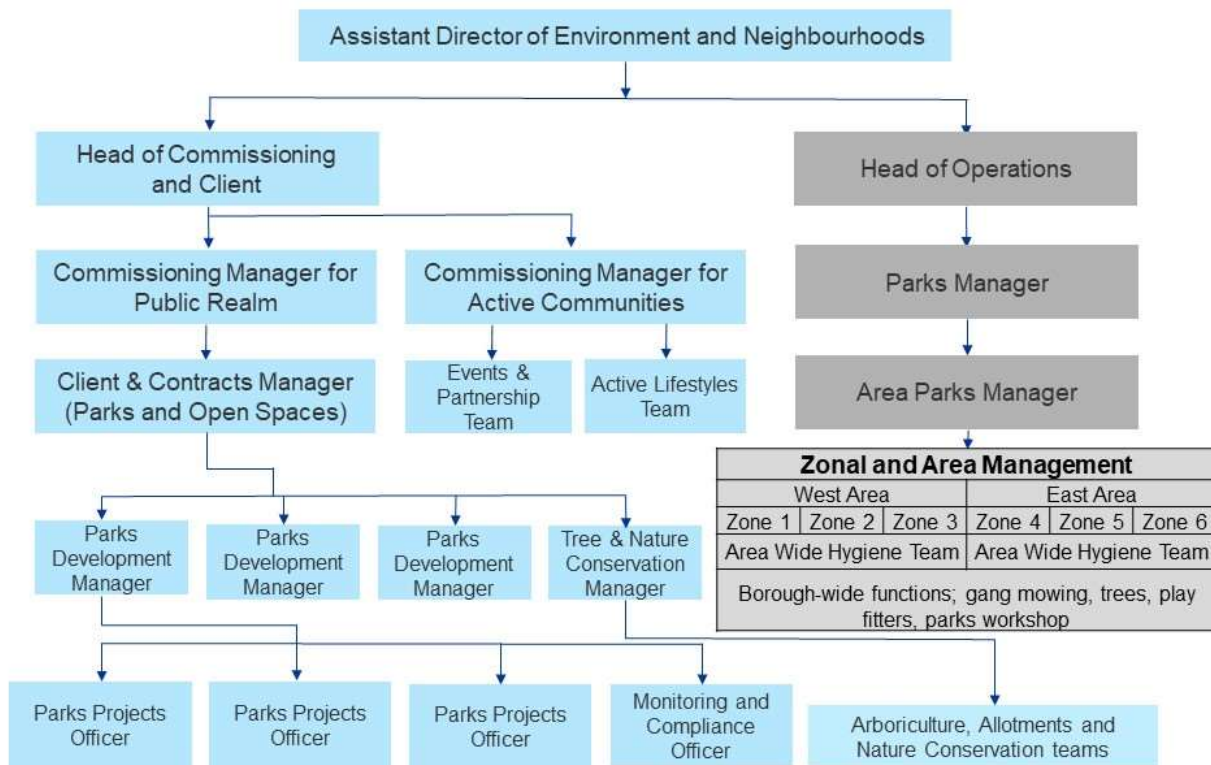 Assistant Director of Environment and Neighbourhoods
Head of Commissioning
and Client
Head of Operations
Commissioning Manager for
Public Realm
Commissioning Manager for
Active Communities
Parks Manager
Client & Contracts Manager
(Parks and Open Spaces)
Events &
Partnership
Team
Active Lifestyles
Team
Area Parks Manager
Zonal and Area Management
West Area
East Area
Zone 1
Zone 2
Zone 3
Zone 4
Zone 5
Zone 6
Area Wide Hygiene Team
Area Wide Hygiene Team
Borough-wide functions; gang mowing, trees, play
fitters, parks workshop
Parks
Development
Manager
Parks
Development
Manager
Parks
Development
Manager
Tree & Nature
Conservation
Manager
Parks Projects
Officer
Parks Projects
Officer
Parks Projects
Officer
Monitoring and
Compliance
Officer
Arboriculture, Allotments and
Nature Conservation teams